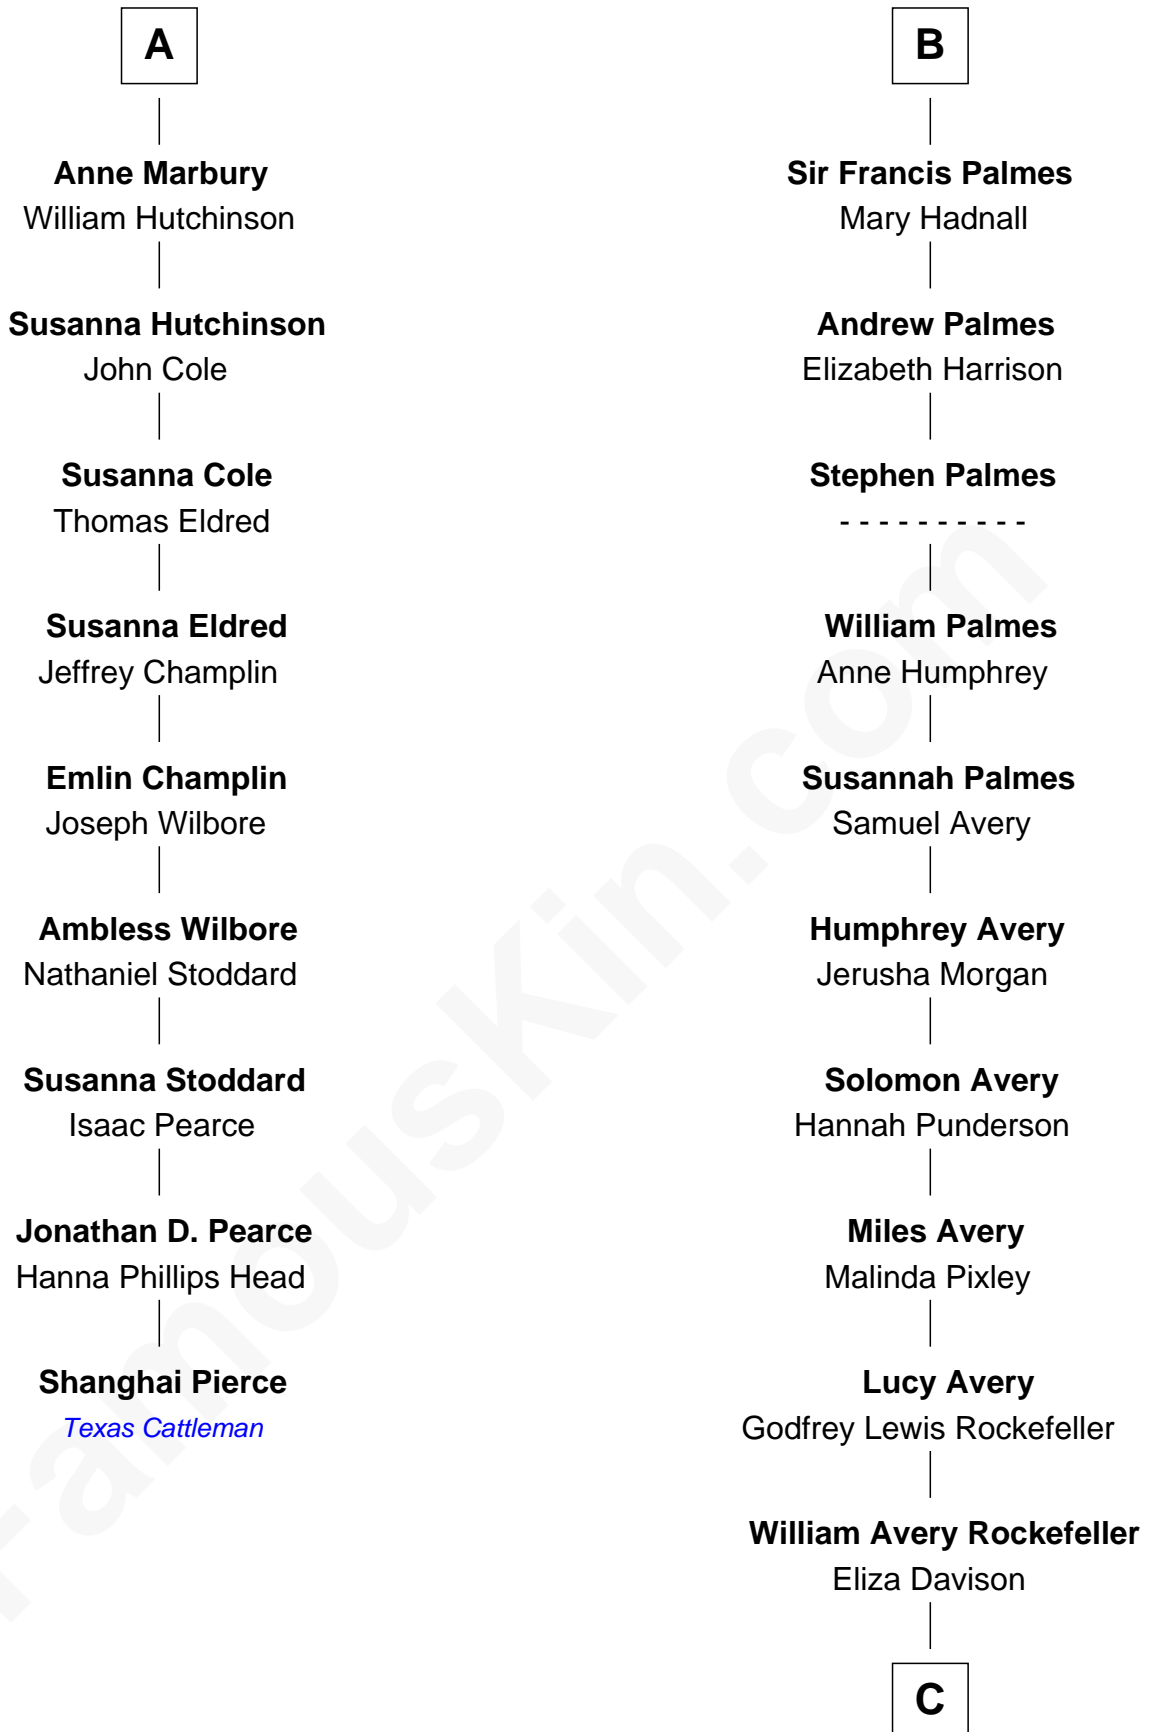 A
Anne Marbury
William Hutchinson
Susanna Hutchinson
John Cole
Susanna Cole
Thomas Eldred
Susanna Eldred
Jeffrey Champlin
Emlin Champlin
Joseph Wilbore
Ambless Wilbore
Nathaniel Stoddard
Susanna Stoddard
Isaac Pearce
Jonathan D. Pearce
Hanna Phillips Head
Shanghai Pierce
Texas Cattleman
B
Sir Francis Palmes
Mary Hadnall
Andrew Palmes
Elizabeth Harrison
Stephen Palmes
- - - - - - - - - -
William Palmes
Anne Humphrey
Susannah Palmes
Samuel Avery
Humphrey Avery
Jerusha Morgan
Solomon Avery
Hannah Punderson
Miles Avery
Malinda Pixley
Lucy Avery
Godfrey Lewis Rockefeller
William Avery Rockefeller
Eliza Davison
C
FamousKin.com